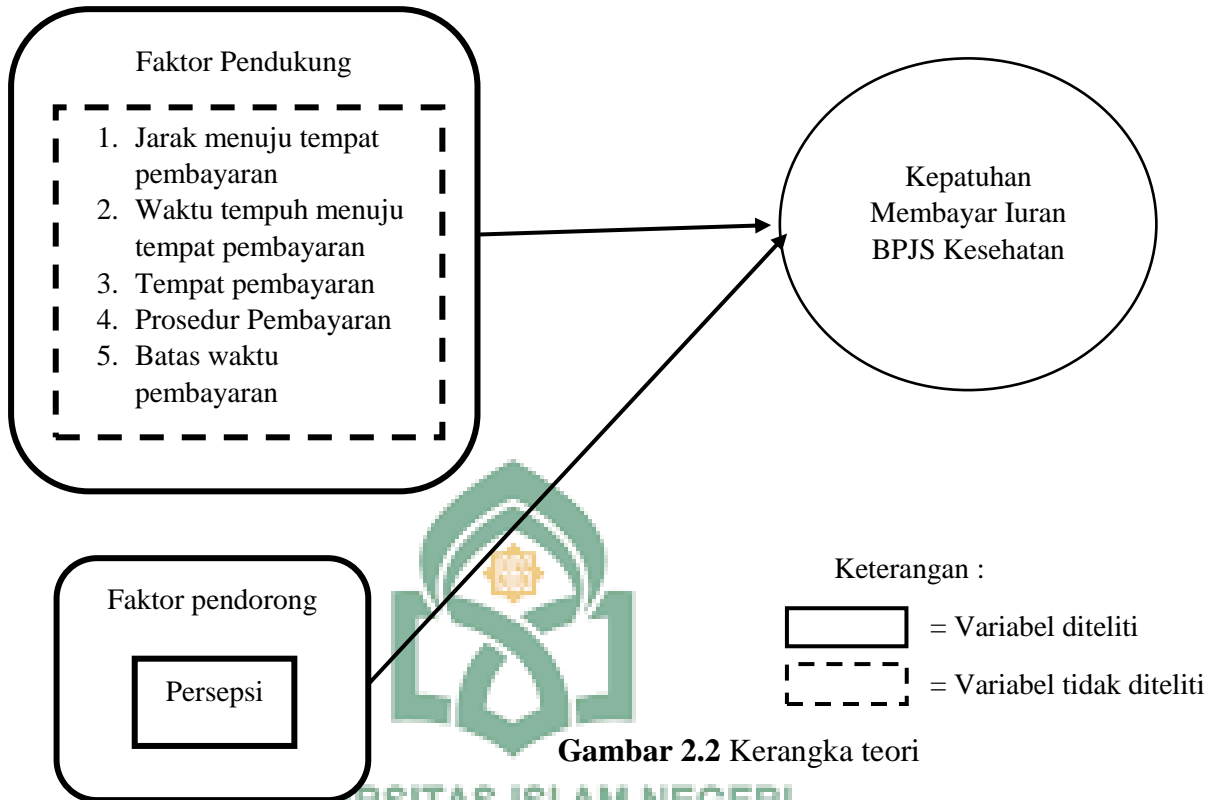 Faktor Pendukung
1. Jarak menuju tempat
pembayaran
2. Waktu tempuh menuju
tempat pembayaran
3. Tempat pembayaran
4. Prosedur Pembayaran
5. Batas waktu
pembayaran
Kepatuhan
Membayar Iuran
BPJS Kesehatan
Faktor pendorong
Persepsi
Keterangan :
= Variabel diteliti
= Variabel tidak diteliti
Gambar 2.2 Kerangka teori
ISLAM NEGERI